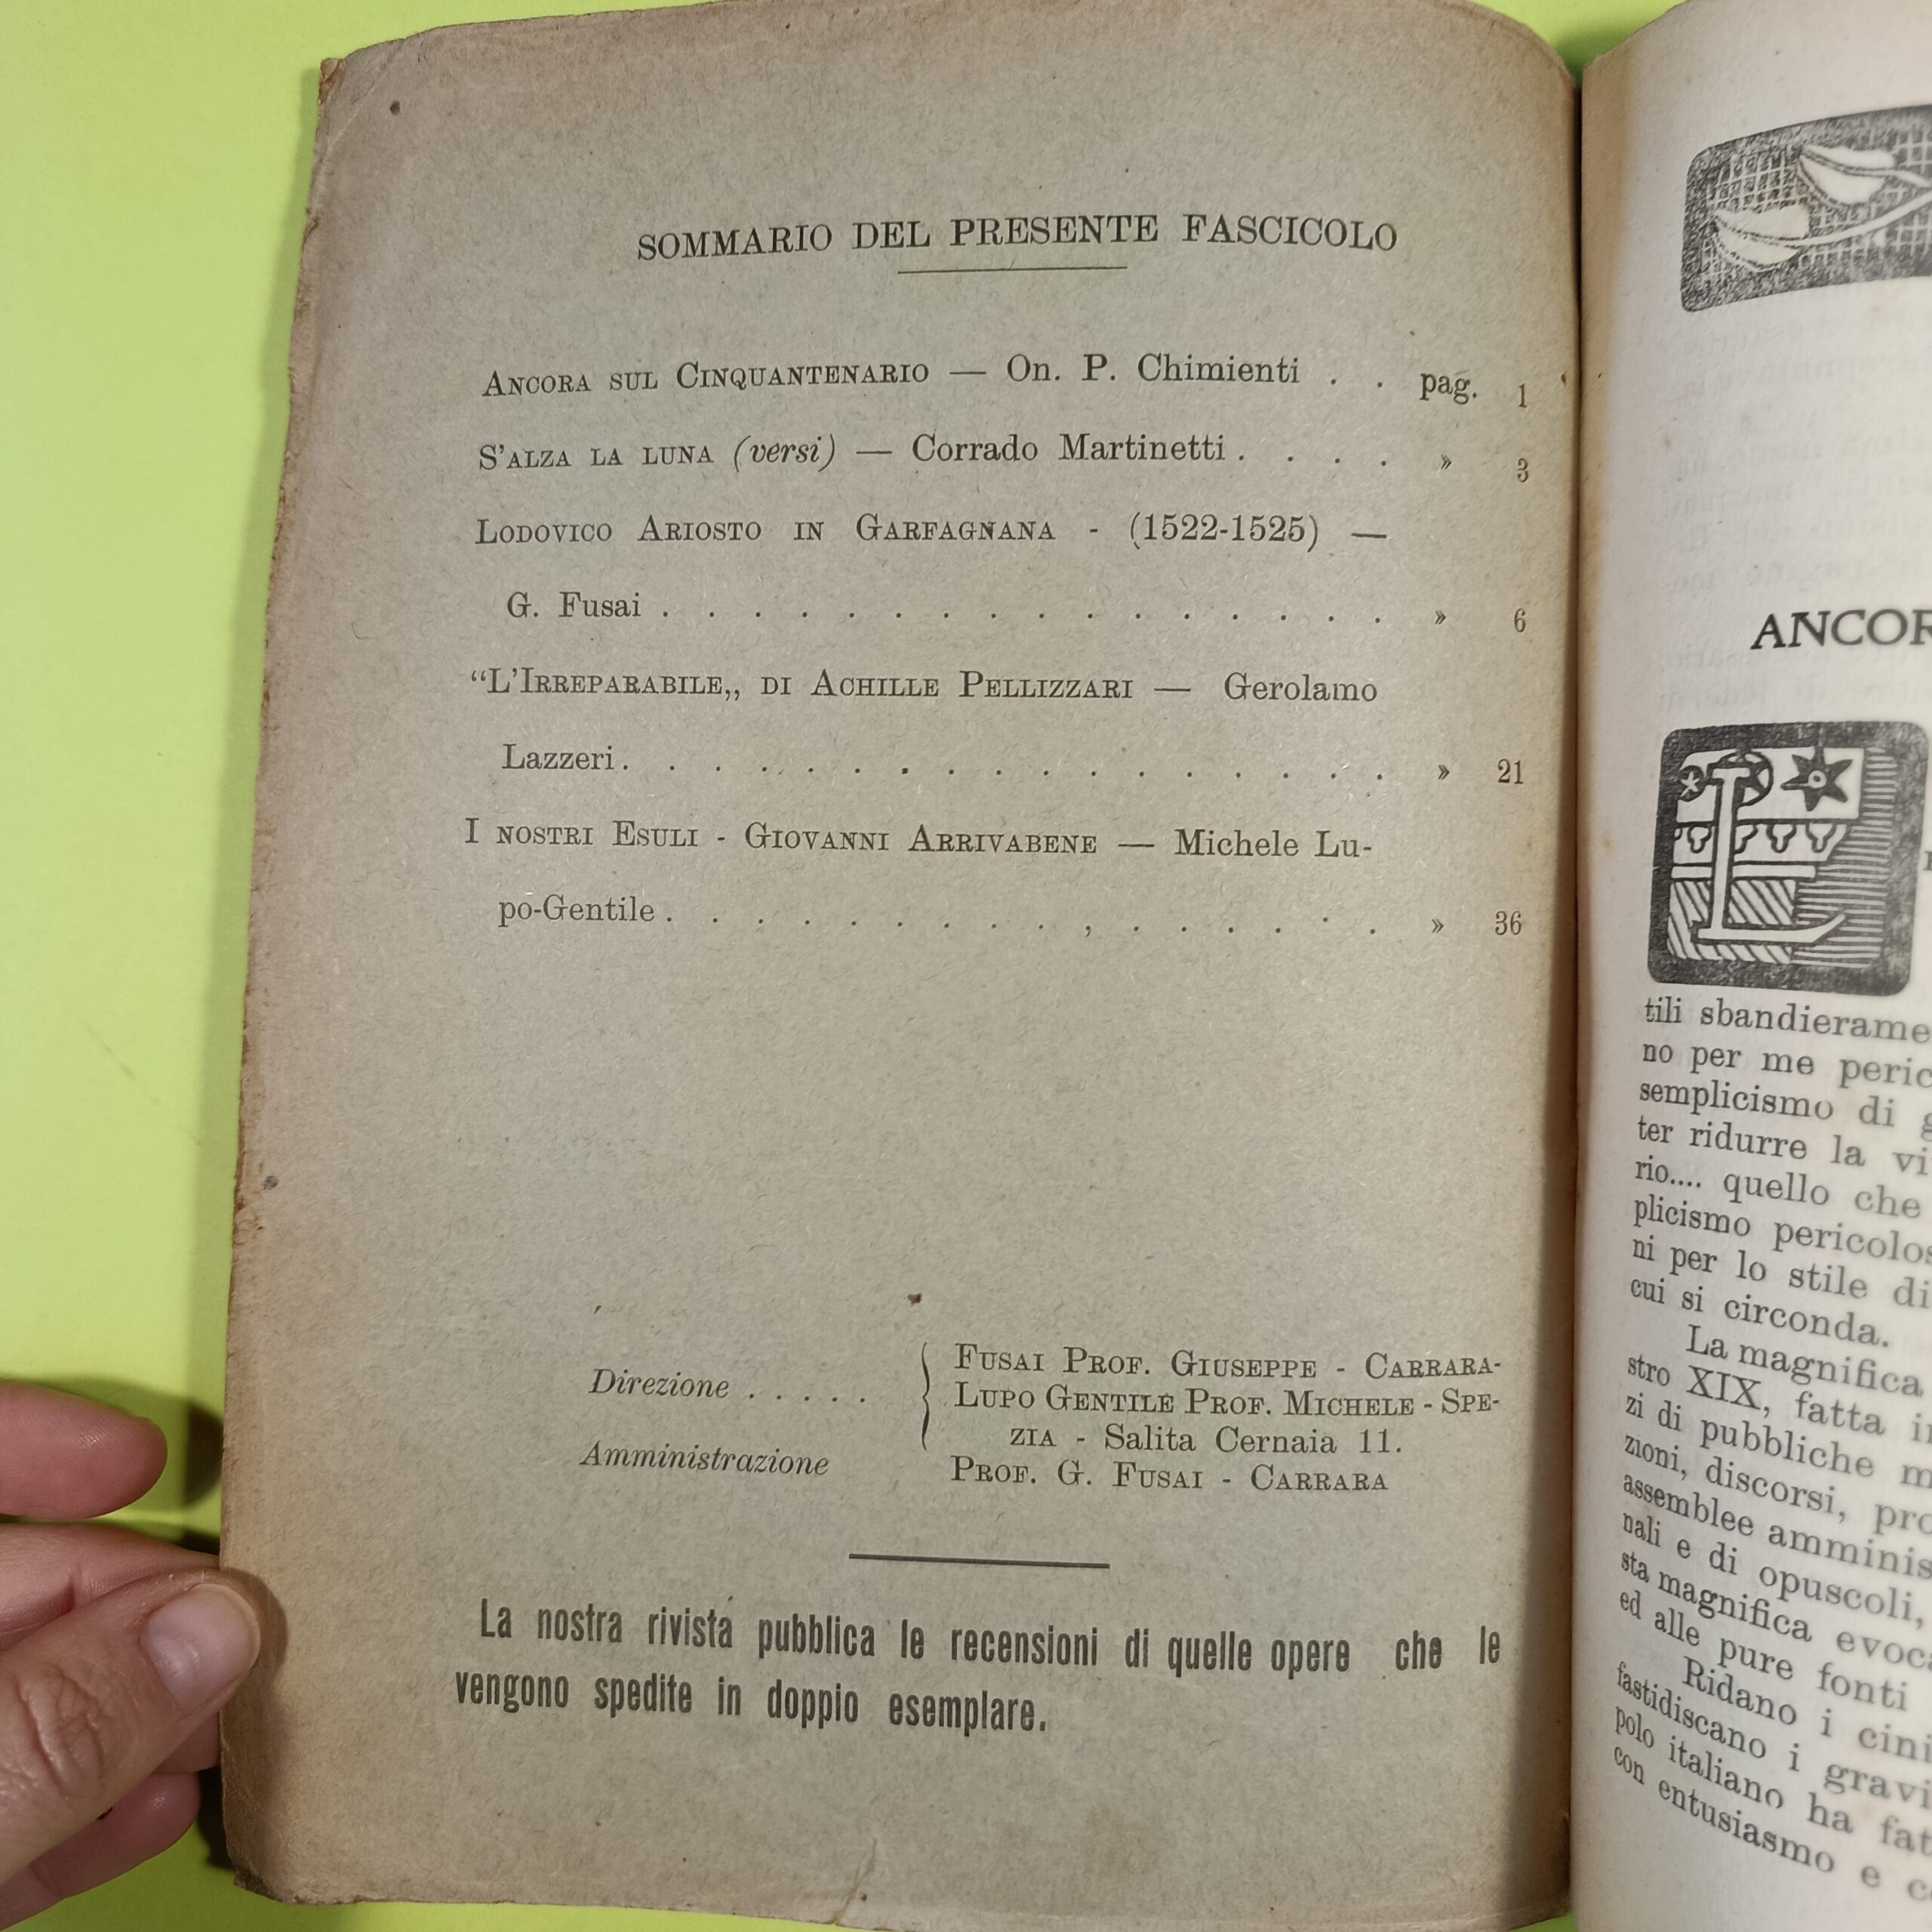 SOMMARIO DEL PRESENTE FASCICOLO
ANCORA SUL CINQUANTENARIO — On. P. Chimienti . . pag. 1
S'ALZA LA LUNA (versi) — Corrado Martinetti . . . . » 3
LODOVICO ARIOSTO IN GARFAGNANA - (1522-1525) —
G. Fusai . . . . . . . . . . . . . . . . . » 6
“L'IRREPARABILE„ DI ACHILLE PELLIZZARI — Gerolamo
Lazzeri . . . . . . . . . . . . . . . . . . » 21
I NOSTRI ESULI - GIOVANNI ARRIVABENE — Michele Lu-
po-Gentile . . . . . . . . . , . . . . . . » 36
Direzione . . . . . { FUSAI PROF. GIUSEPPE - CARRARA-
LUPO GENTILE PROF. MICHELE - SPE-
ZIA - Salita Cernaia 11.
Amministrazione PROF. G. FUSAI - CARRARA
La nostra rivista pubblica le recensioni di quelle opere che le
vengono spedite in doppio esemplare.
ANCOR
L
tili sbandierame
no per me peric
semplicismo di g
ter ridurre la vi
rio.... quello che
plicismo pericolos
ni per lo stile di
cui si circonda.
La magnifica
stro XIX, fatta i
zi di pubbliche m
zioni, discorsi, pro
assemblee amminis
nali e di opuscoli,
sta magnifica evoca
ed alle pure fonti
Ridano i cini
fastidiscano i gravi
polo italiano ha fat
con entusiasmo e c